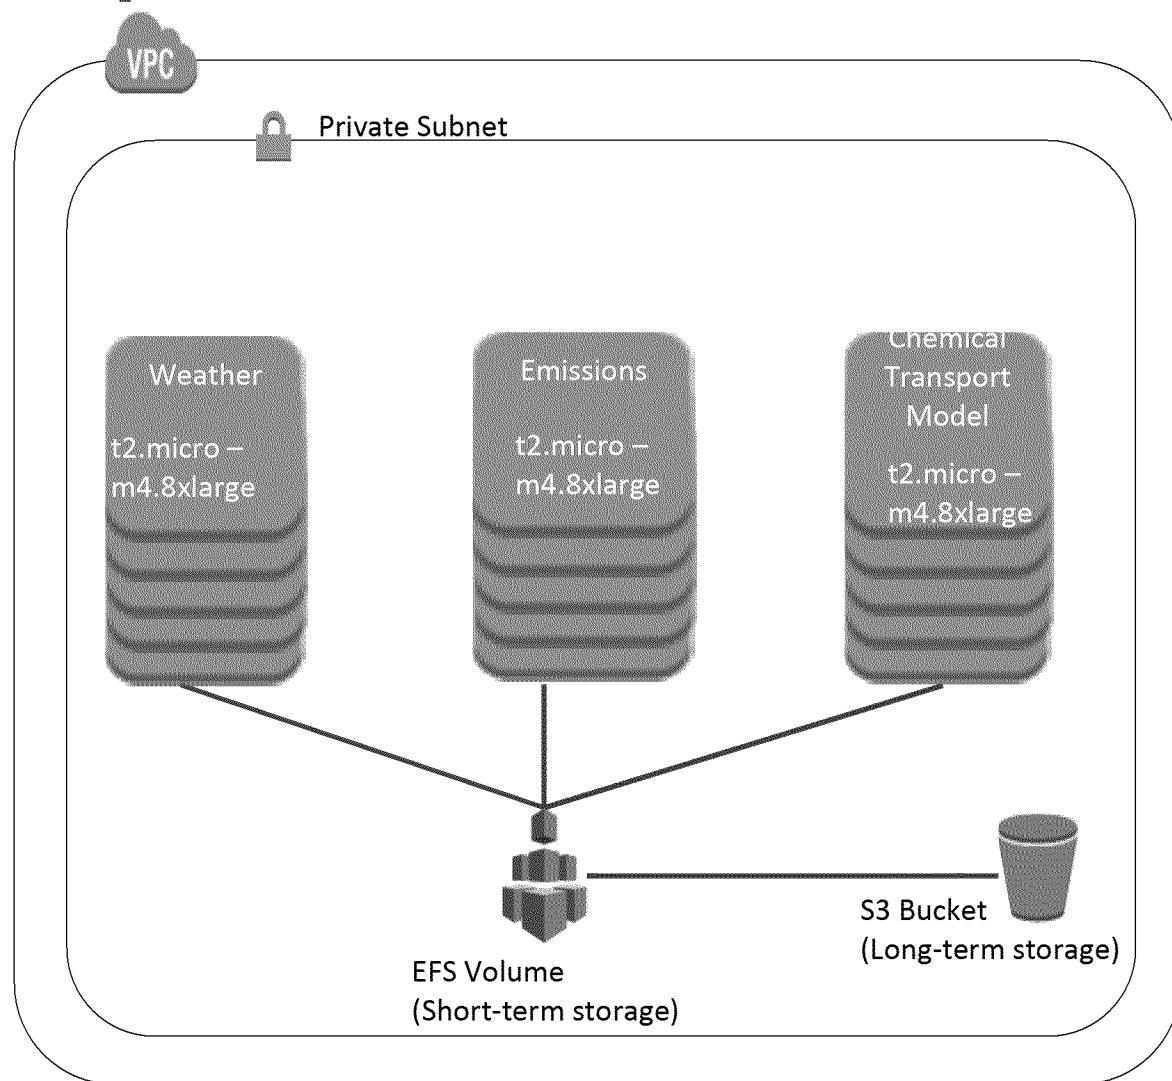 VPC
Private Subnet
Weather
t2.micro –
m4.8xlarge
Emissions
t2.micro –
m4.8xlarge
Chemical
Transport
Model
t2.micro –
m4.8xlarge
S3 Bucket
(Long-term storage)
EFS Volume
(Short-term storage)